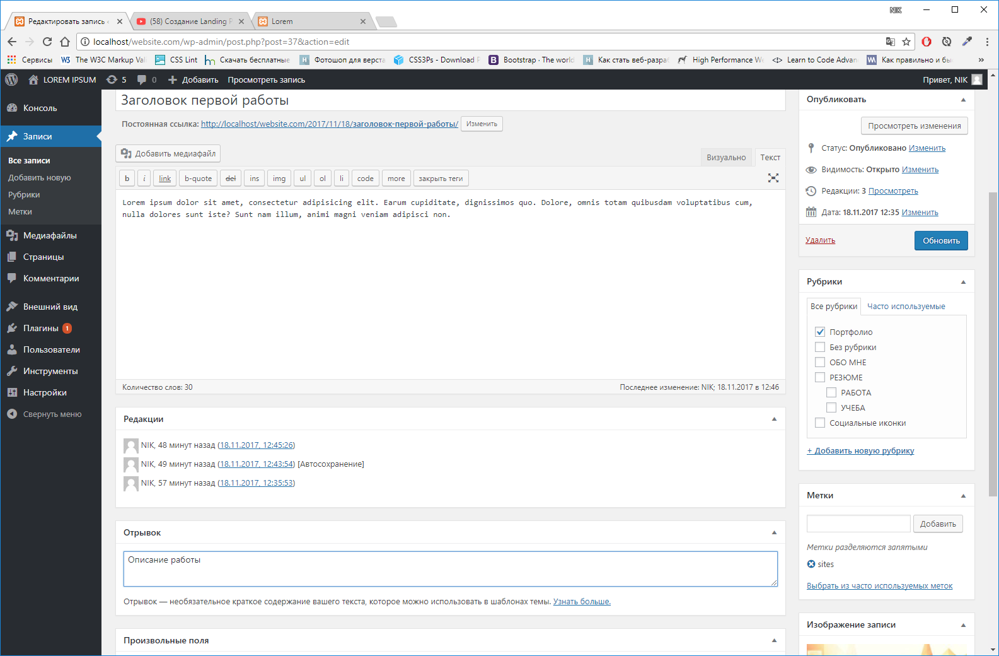 NIK
Редактировать запись
(58) Создание Landing P
Lorem
localhost/website.com/wp-admin/post.php?post=37&action=edit
Сервисы
The W3C Markup Val
CSS Lint
Скачать бесплатные
Фотошоп для верста
CSS3Ps - Download P
Bootstrap · The world
Как стать веб-разраб
High Performance We
Learn to Code Advan
Как правильно и бы
»
LOREM IPSUM
5
0
Добавить
Просмотреть запись
Привет, NIK
Консоль
Записи
Все записи
Добавить новую
Рубрики
Метки
Медиафайлы
Страницы
Комментарии
Внешний вид
Плагины 1
Пользователи
Инструменты
Настройки
Свернуть меню
Заголовок первой работы
Постоянная ссылка: http://localhost/website.com/2017/11/18/заголовок-первой-работы/ Изменить
Добавить медиафайл
Визуально
Текст
b
i
link
b-quote
del
ins
img
ul
ol
li
code
more
закрыть теги
Lorem ipsum dolor sit amet, consectetur adipisicing elit. Earum cupiditate, dignissimos quo. Dolore, omnis totam quibusdam voluptatibus cum,
nulla dolores sunt iste? Sunt nam illum, animi magni veniam adipisci non.
Количество слов: 30
Последнее изменение: NIK; 18.11.2017 в 12:46
Редакции
NIK, 48 минут назад (18.11.2017, 12:45:26)
NIK, 49 минут назад (18.11.2017, 12:43:54) [Автосохранение]
NIK, 57 минут назад (18.11.2017, 12:35:53)
Отрывок
Описание работы
Отрывок — необязательное краткое содержание вашего текста, которое можно использовать в шаблонах темы. Узнать больше.
Произвольные поля
Опубликовать
Просмотреть изменения
Статус: Опубликовано Изменить
Видимость: Открыто Изменить
Редакции: 3 Просмотреть
Дата: 18.11.2017 12:35 Изменить
Удалить
Обновить
Рубрики
Все рубрики
Часто используемые
Портфолио
Без рубрики
ОБО МНЕ
РЕЗЮМЕ
РАБОТА
УЧЕБА
Социальные иконки
+ Добавить новую рубрику
Метки
Добавить
Метки разделяются запятыми
sites
Выбрать из часто используемых меток
Изображение записи